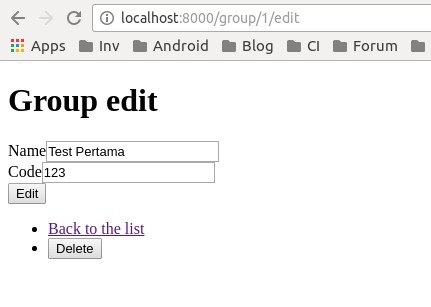 localhost:8000/group/1/edit
Apps Inv Android Blog CI Forum
Group edit
Name Test Pertama
Code 123
Edit
Back to the list
Delete